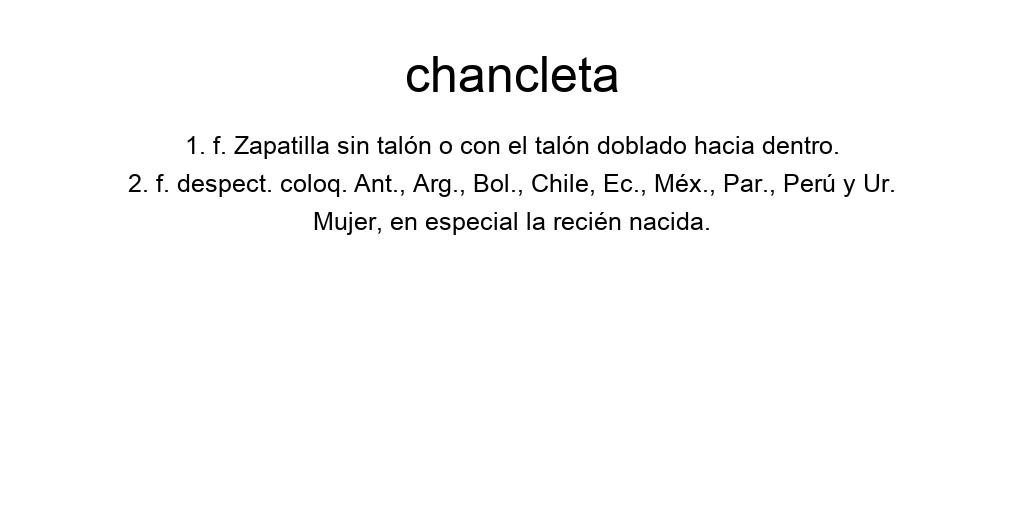 chancleta
1. f. Zapatilla sin talón o con el talón doblado hacia dentro.
2. f. despect. coloq. Ant., Arg., Bol., Chile, Ec., Méx., Par., Perú y Ur.
Mujer, en especial la recién nacida.